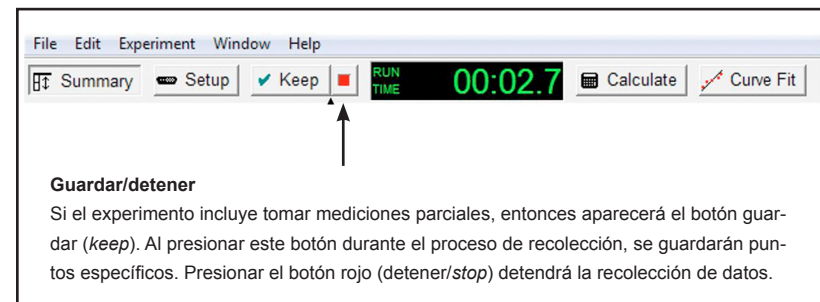 File Edit Experiment Window Help
Summary Setup Keep RUN TIME 00:02.7 Calculate Curve Fit
Guardar/detener
Si el experimento incluye tomar mediciones parciales, entonces aparecerá el botón guar-
dar (keep). Al presionar este botón durante el proceso de recolección, se guardarán pun-
tos específicos. Presionar el botón rojo (detener/stop) detendrá la recolección de datos.